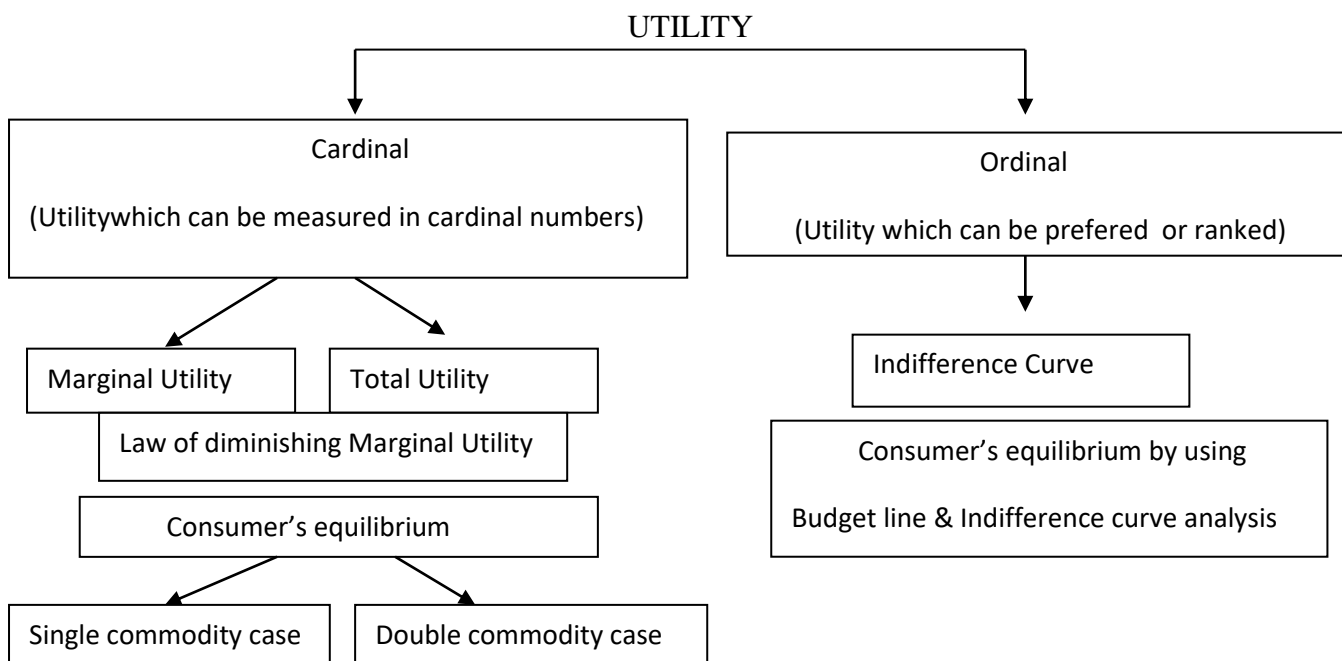 UTILITY
Cardinal
(Utilitywhich can be measured in cardinal numbers)
Ordinal
(Utility which can be prefered or ranked)
Marginal Utility
Total Utility
Law of diminishing Marginal Utility
Consumer’s equilibrium
Single commodity case
Double commodity case
Indifference Curve
Consumer’s equilibrium by using
Budget line & Indifference curve analysis